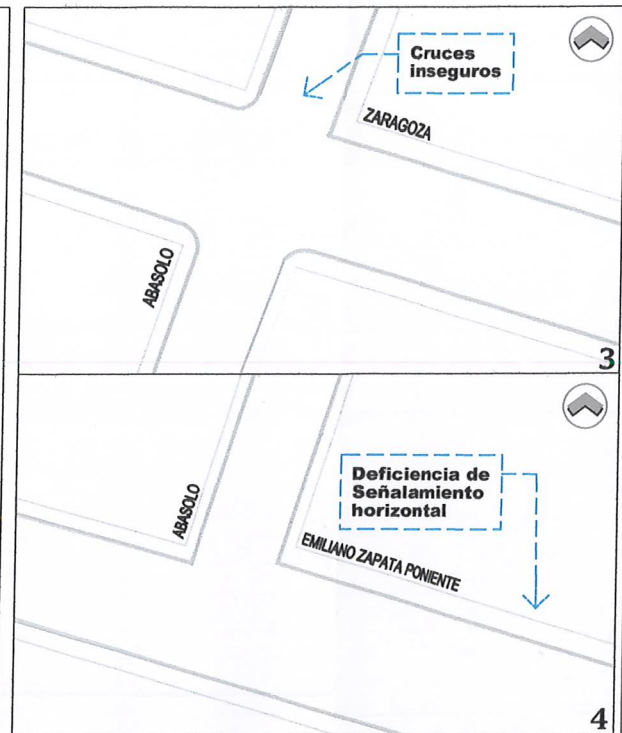 Cruces
inseguros
ZARAGOZA
ABASOLO
3
Deficiencia de
Señalamiento
horizontal
ABASOLO
EMILIANO ZAPATA PONIENTE
4